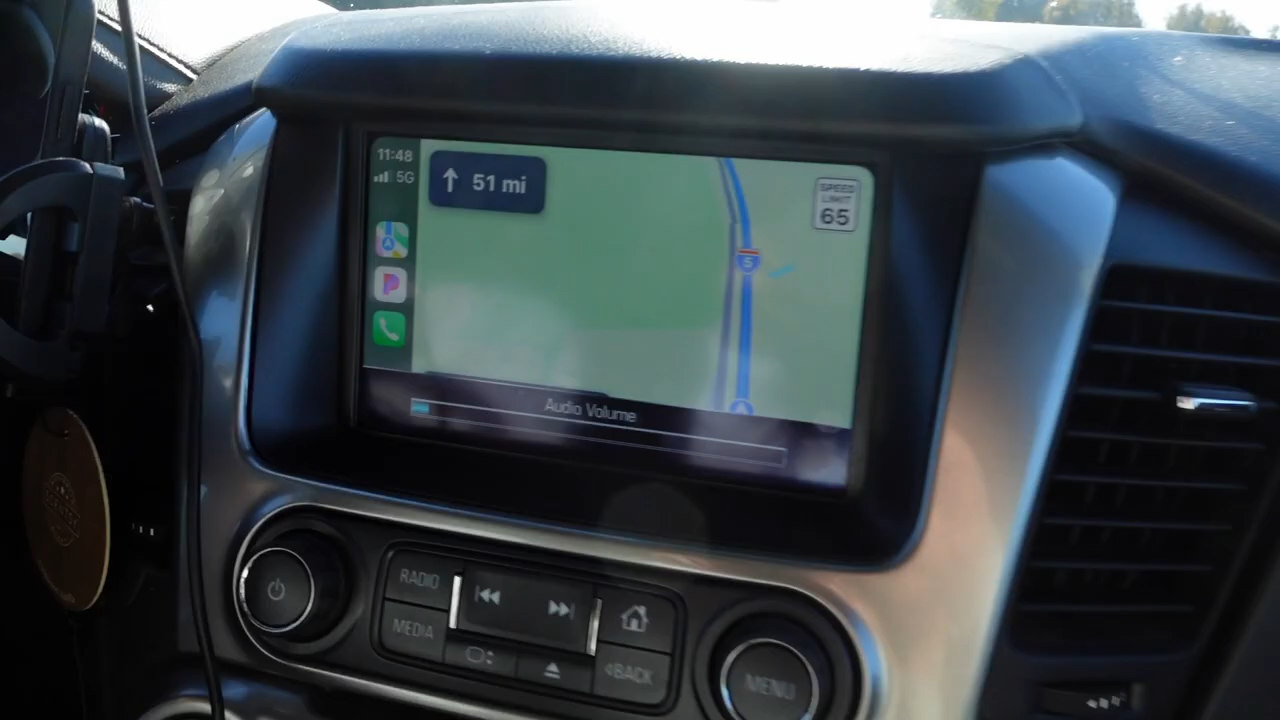 11:48
5G
51 mi
SPEED
LIMIT
65
5
Audio Volume
RADIO
MEDIA
BACK
MENU